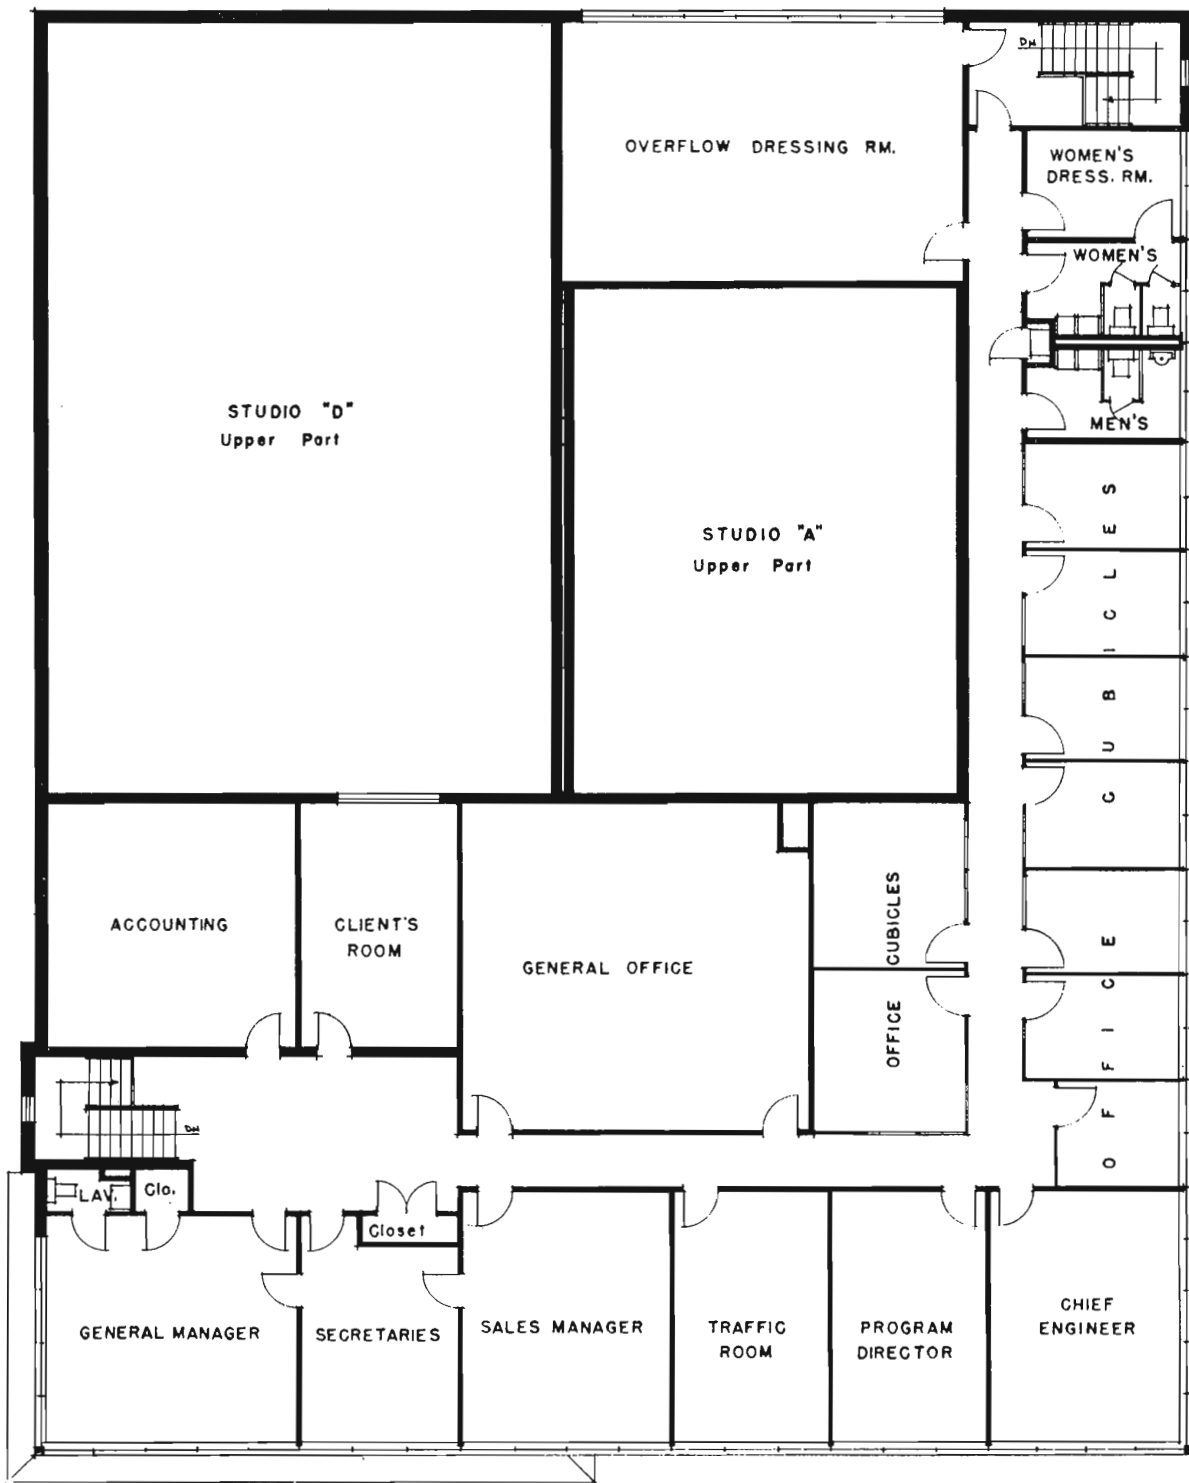 DN
OVERFLOW DRESSING RM.
WOMEN'S
DRESS. RM.
WOMEN'S
STUDIO "D"
Upper Part
MEN'S
STUDIO "A"
Upper Part
OFFICE CUBICLES
ACCOUNTING
CLIENT'S
ROOM
GENERAL OFFICE
CUBICLES
OFFICE
DN
LAV.
Clo.
Closet
GENERAL MANAGER
SECRETARIES
SALES MANAGER
TRAFFIC
ROOM
PROGRAM
DIRECTOR
CHIEF
ENGINEER